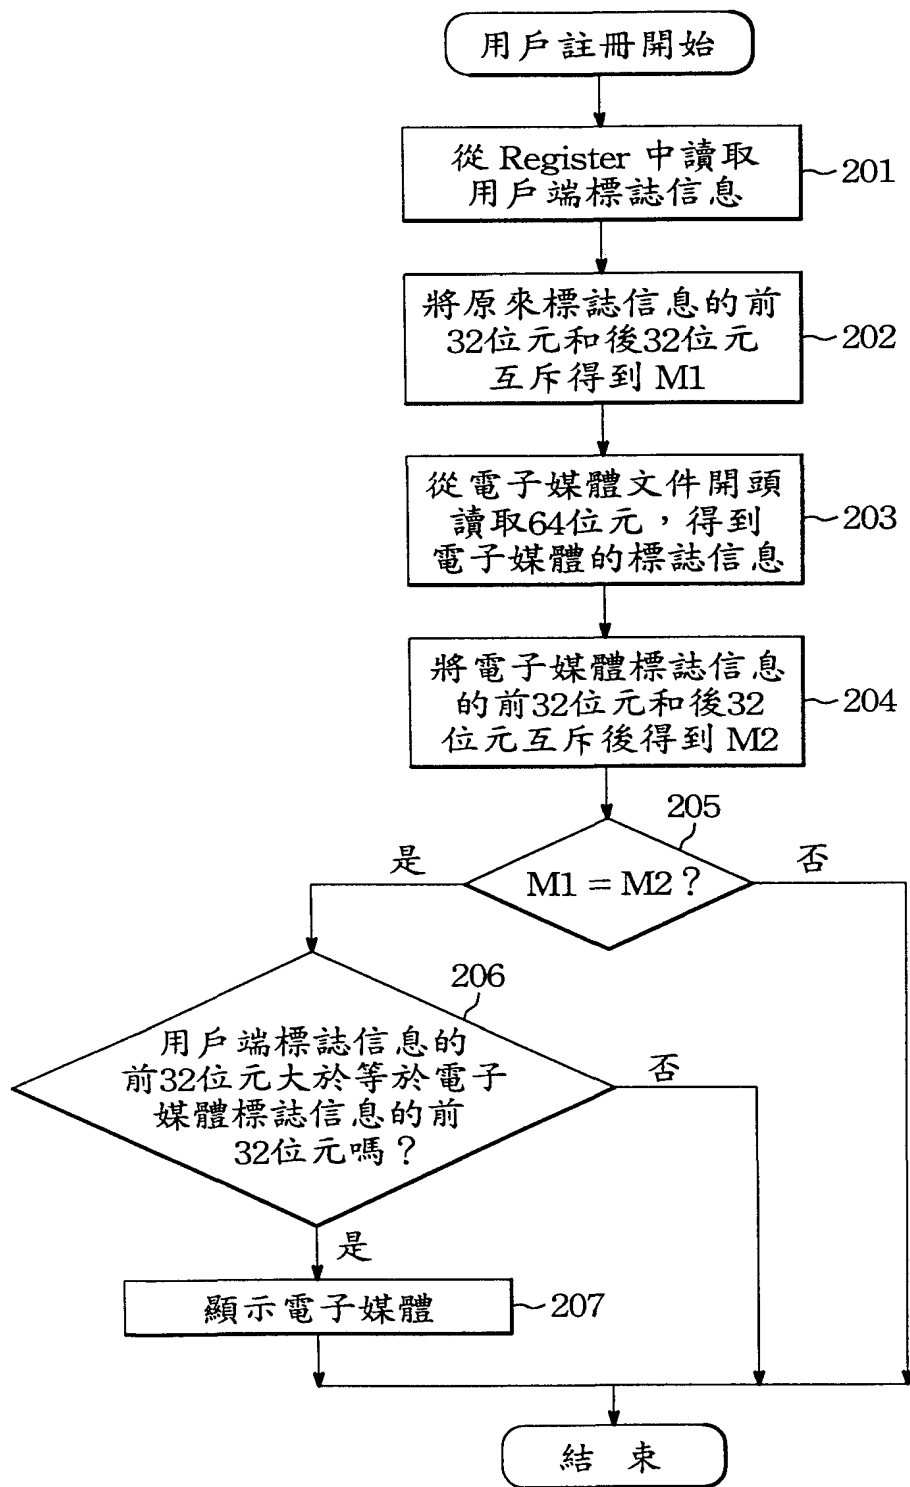 用戶註冊開始
從 Register 中讀取
用戶端標誌信息
201
將原來標誌信息的前
32位元和後32位元
互斥得到 M1
202
從電子媒體文件開頭
讀取64位元，得到
電子媒體的標誌信息
203
將電子媒體標誌信息
的前32位元和後32
位元互斥後得到 M2
204
205
是
M1 = M2？
否
206
用戶端標誌信息的
前32位元大於等於電子
媒體標誌信息的前
32位元嗎？
否
是
顯示電子媒體
207
結 束